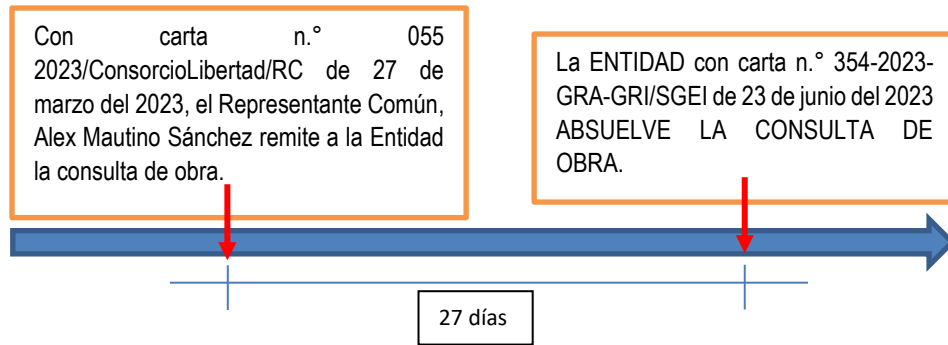 Con carta n.° 055
2023/ConsorcioLibertad/RC de 27 de
marzo del 2023, el Representante Común,
Alex Mautino Sánchez remite a la Entidad
la consulta de obra.
La ENTIDAD con carta n.° 354-2023-
GRA-GRI/SGEI de 23 de junio del 2023
ABSUELVE LA CONSULTA DE
OBRA.
27 días